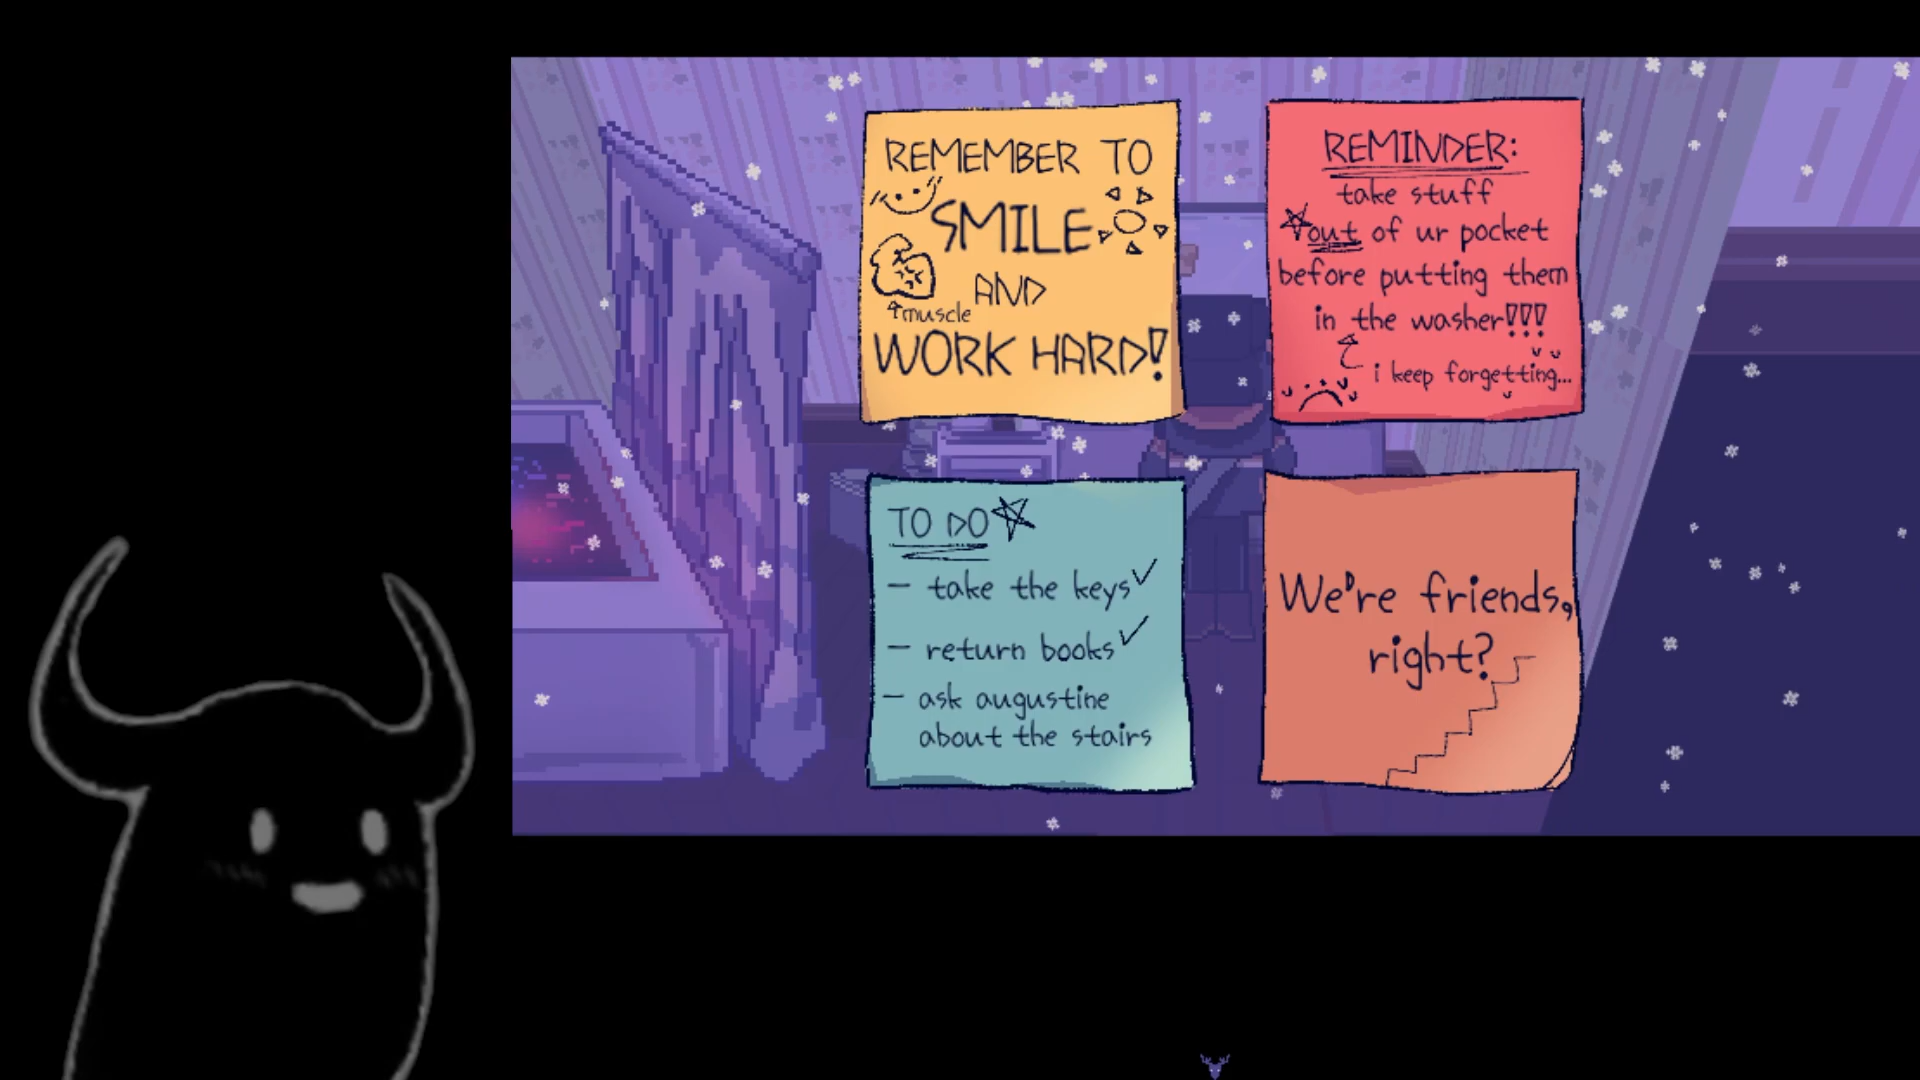 REMEMBER TO
SMILE
AND
muscle
WORK HARD!
REMINDER:
take stuff
out of ur pocket
before putting them
in the washer!!!
i keep forgetting...
TO DO
- take the keys
- return books
- ask augustine
about the stairs
We're friends,
right?